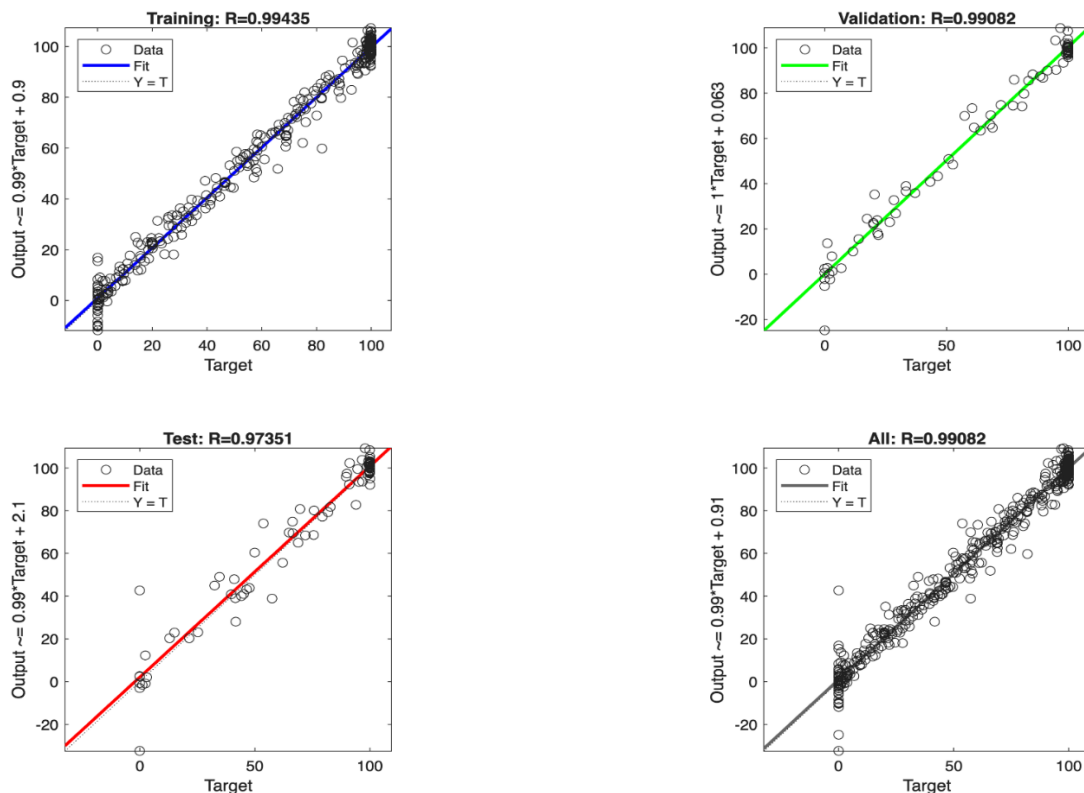 Training: R=0.99435
Output ~= 0.99*Target + 0.9
100
80
60
40
20
0
Data
Fit
Y = T
0 20 40 60 80 100
Target
Validation: R=0.99082
Output ~= 1*Target + 0.063
100
80
60
40
20
0
-20
Data
Fit
Y = T
0 50 100
Target
Test: R=0.97351
Output ~= 0.99*Target + 2.1
100
80
60
40
20
0
-20
Data
Fit
Y = T
0 50 100
Target
All: R=0.99082
Output ~= 0.99*Target + 0.91
100
80
60
40
20
0
-20
Data
Fit
Y = T
0 50 100
Target